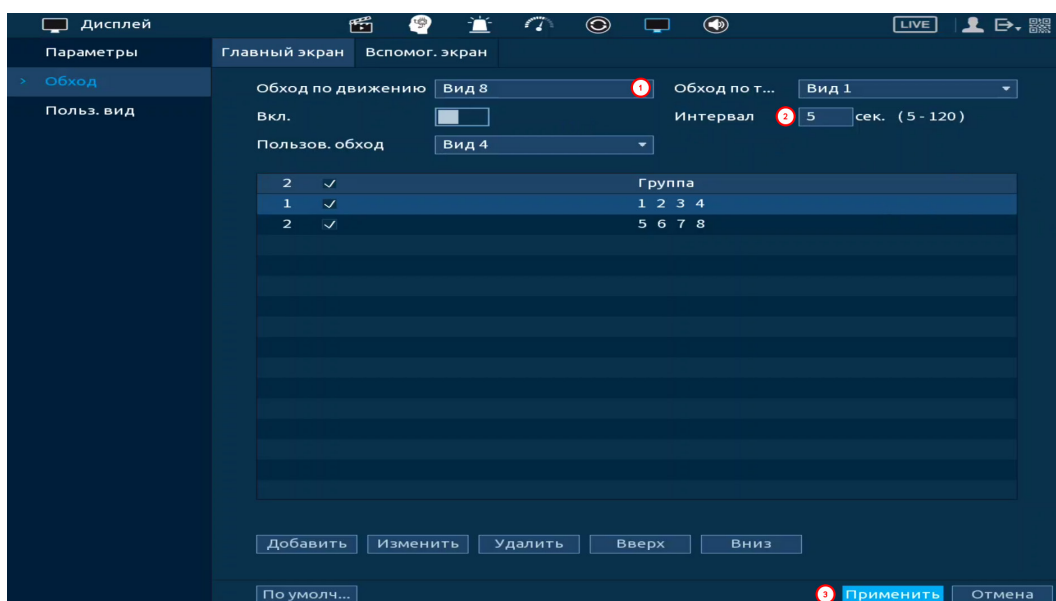 Дисплей LIVE
Параметры Главный экран Вспомог. экран
> Обход
Обход по движению Вид 8 1 Обход по т... Вид 1
Польз. вид
Вкл. Интервал 2 5 сек. (5 - 120)
Пользов. обход Вид 4
2 Группа
1 1 2 3 4
2 5 6 7 8
Добавить Изменить Удалить Вверх Вниз
По умолч... 3 Применить Отмена